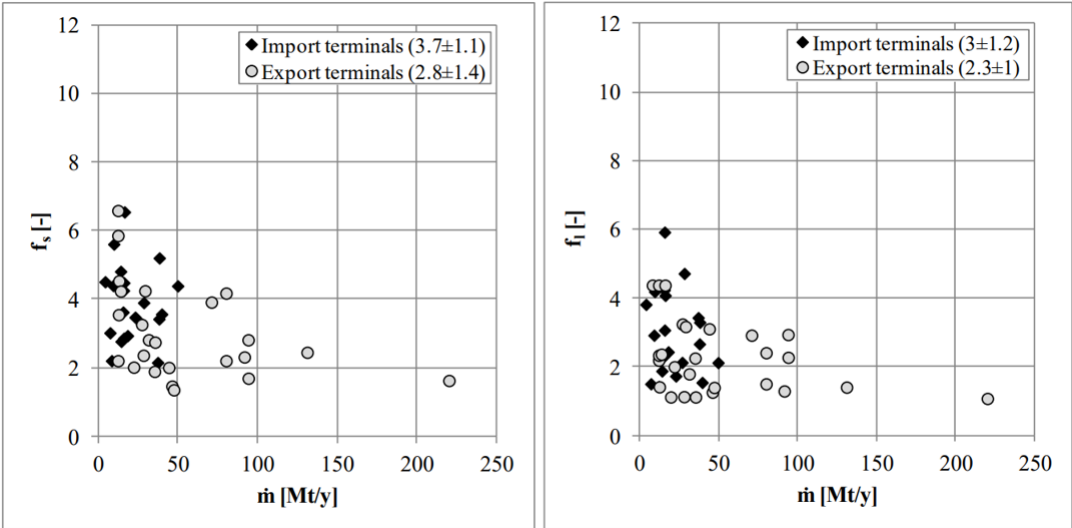 12
Import terminals (3.7±1.1)
Export terminals (2.8±1.4)
10
8
6
4
2
0
fs [-]
0 50 100 150 200 250
ṁ [Mt/y]
12
Import terminals (3±1.2)
Export terminals (2.3±1)
10
8
6
4
2
0
fl [-]
0 50 100 150 200 250
ṁ [Mt/y]